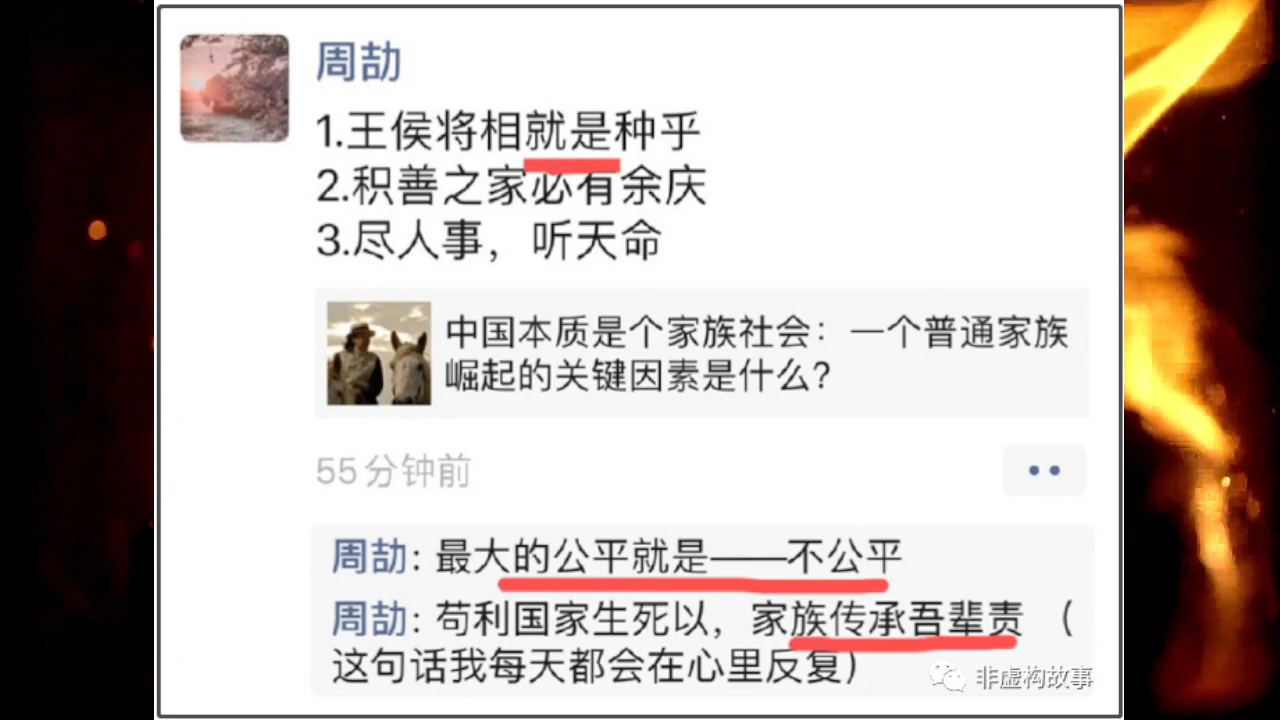 周劼
1.王侯将相就是种乎
2.积善之家必有余庆
3.尽人事，听天命
中国本质是个家族社会：一个普通家族
崛起的关键因素是什么？
55分钟前
周劼：最大的公平就是——不公平
周劼：苟利国家生死以，家族传承吾辈责（
这句话我每天都会在心里反复）
非虚构故事